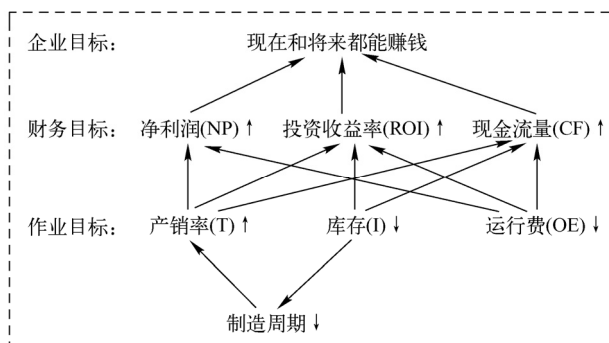 企业目标： 现在和将来都能赚钱
财务目标： 净利润(NP)↑ 投资收益率(ROI)↑ 现金流量(CF)↑
作业目标： 产销率(T)↑ 库存(I)↓ 运行费(OE)↓
制造周期↓